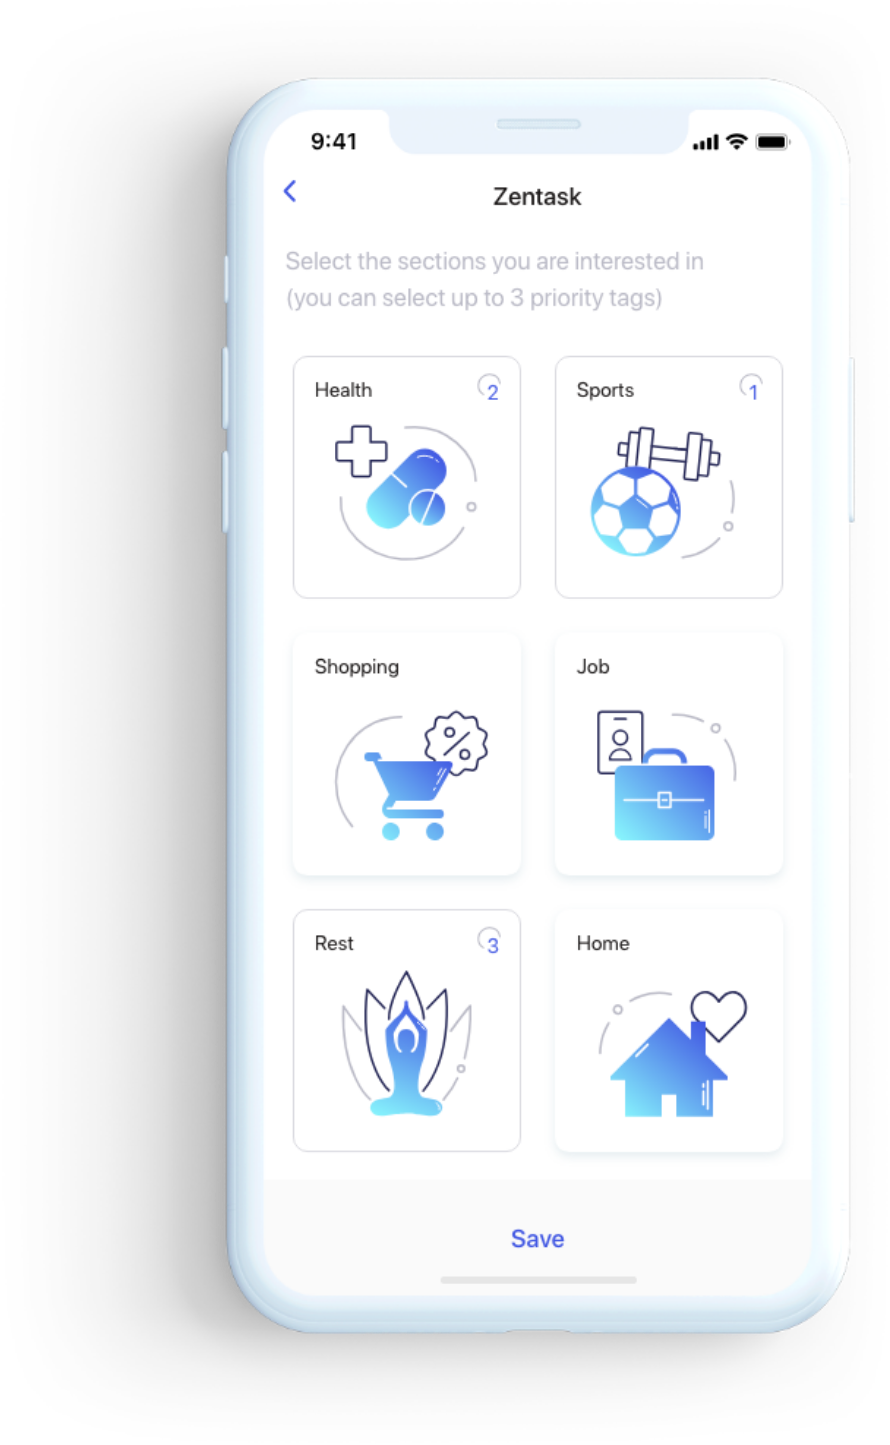 9:41
Zentask
Select the sections you are interested in
(you can select up to 3 priority tags)
Health
2
Sports
1
Shopping
Job
Rest
3
Home
Save